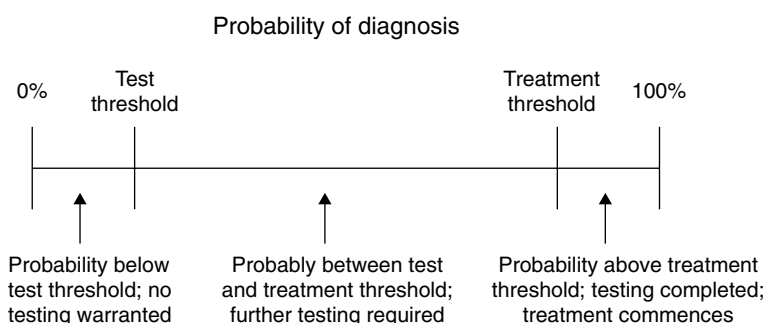 Probability of diagnosis
0%
Test
threshold
Treatment
threshold
100%
Probability below
test threshold; no
testing warranted
Probably between test
and treatment threshold;
further testing required
Probability above treatment
threshold; testing completed;
treatment commences